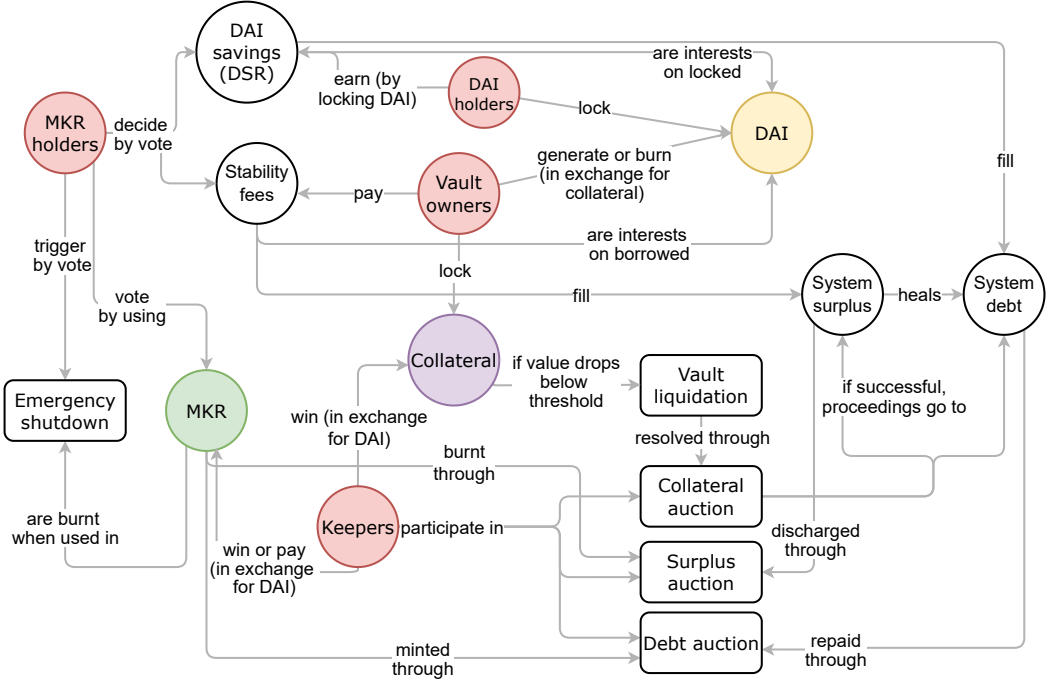 DAI
savings
(DSR)
are interests
on locked
earn (by
locking DAI)
DAI
holders
lock
MKR
holders
decide
by vote
DAI
fill
generate or burn
(in exchange for
collateral)
Stability
fees
pay
Vault
owners
trigger
by vote
are interests
on borrowed
lock
vote
by using
fill
System
surplus
heals
System
debt
Collateral
if value drops
below
threshold
Vault
liquidation
if successful,
proceedings go to
Emergency
shutdown
MKR
win (in exchange
for DAI)
resolved through
burnt
through
Collateral
auction
are burnt
when used in
Keepers
participate in
discharged
through
win or pay
(in exchange
for DAI)
Surplus
auction
minted
through
Debt auction
repaid
through